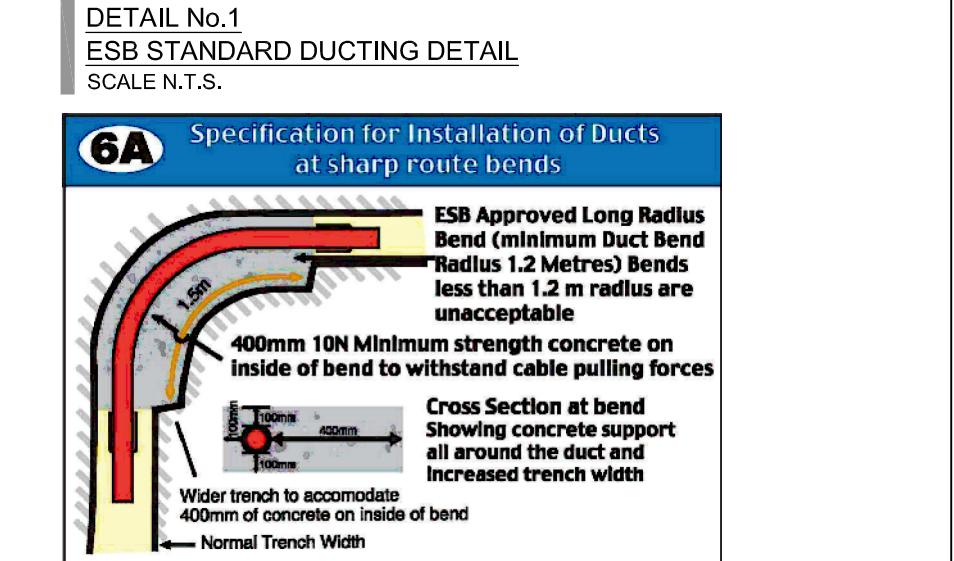 DETAIL No.1
ESB STANDARD DUCTING DETAIL
SCALE N.T.S.
6A
Specification for Installation of Ducts
at sharp route bends
ESB Approved Long Radius
Bend (minimum Duct Bend
Radius 1.2 Metres) Bends
less than 1.2 m radius are
unacceptable
1.5m
400mm 10N Minimum strength concrete on
inside of bend to withstand cable pulling forces
100mm
100mm
400mm
100mm
Cross Section at bend
Showing concrete support
all around the duct and
increased trench width
Wider trench to accomodate
400mm of concrete on inside of bend
Normal Trench Width